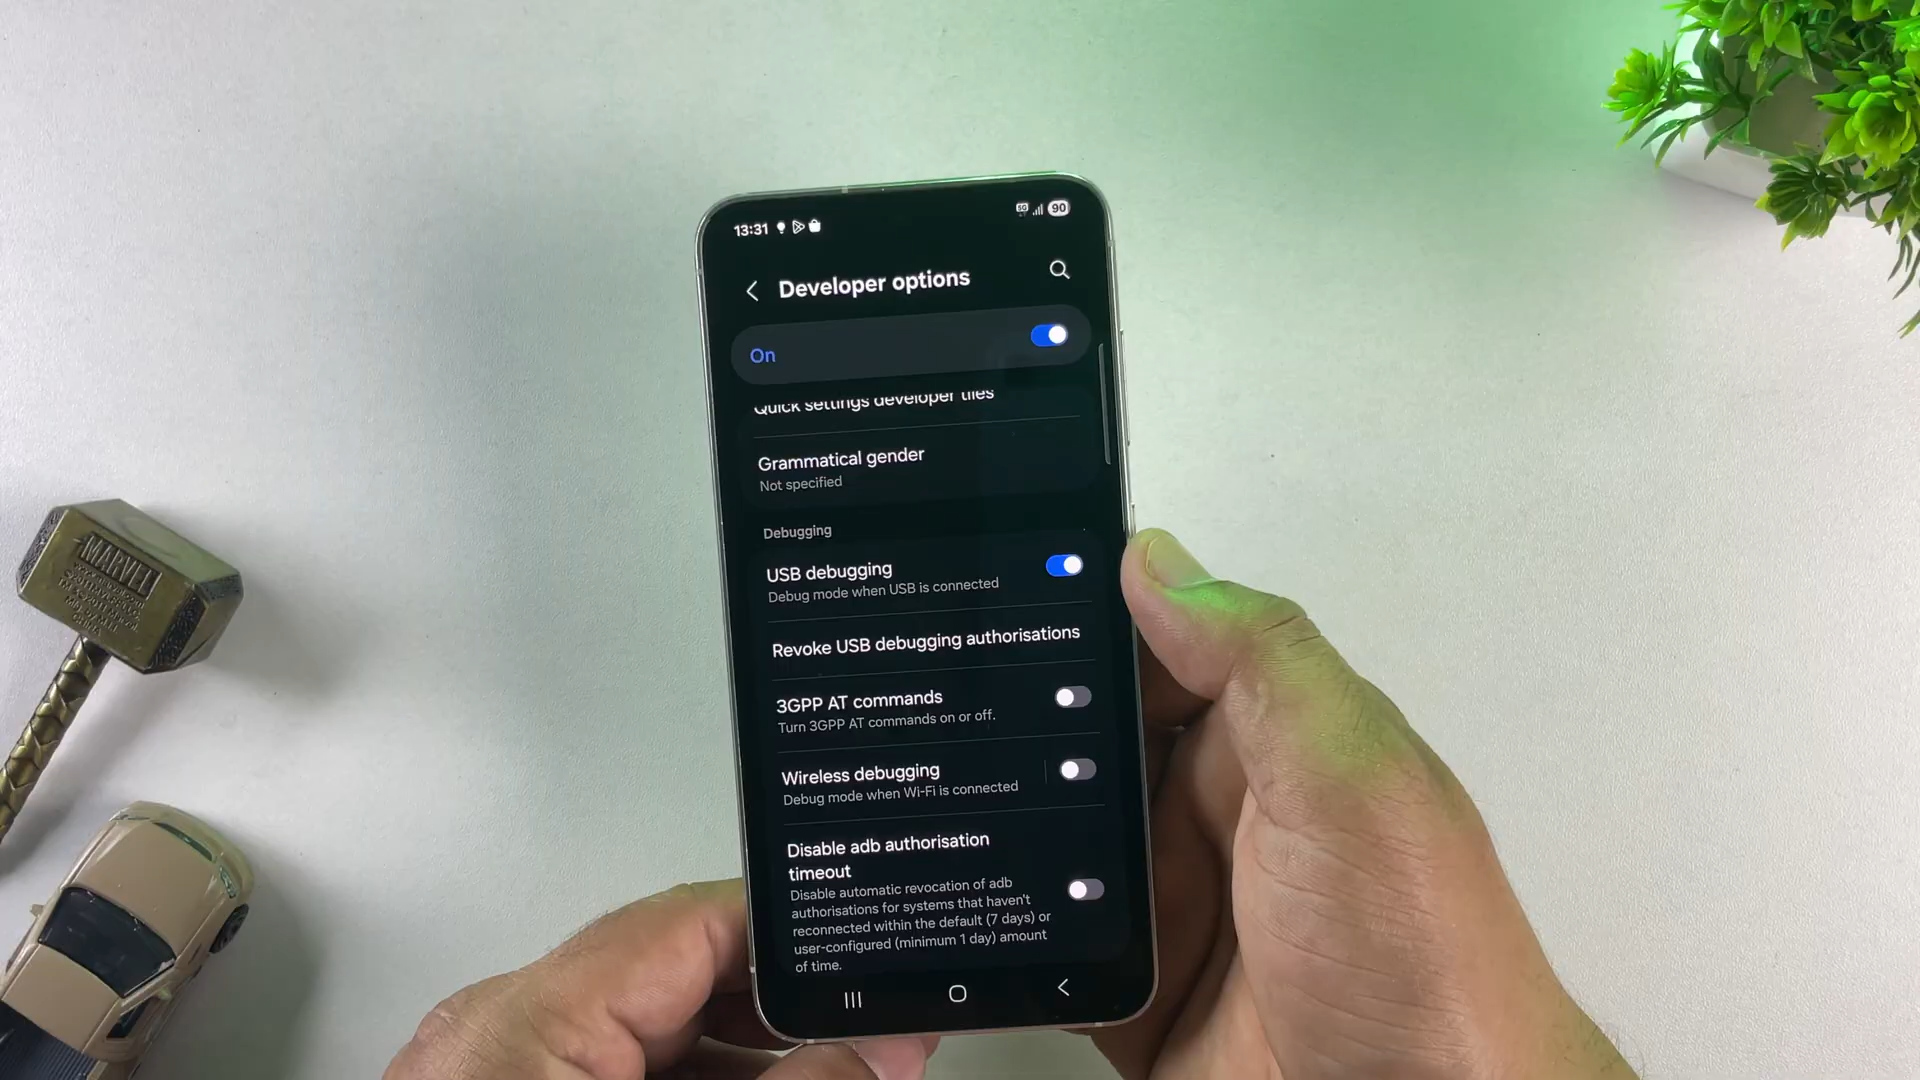 13:31
5G 90
Developer options
On
Quick settings developer tiles
Grammatical gender
Not specified
Debugging
USB debugging
Debug mode when USB is connected
Revoke USB debugging authorisations
3GPP AT commands
Turn 3GPP AT commands on or off.
Wireless debugging
Debug mode when Wi-Fi is connected
Disable adb authorisation
timeout
Disable automatic revocation of adb
authorisations for systems that haven't
reconnected within the default (7 days) or
user-configured (minimum 1 day) amount
of time.
MARVEL